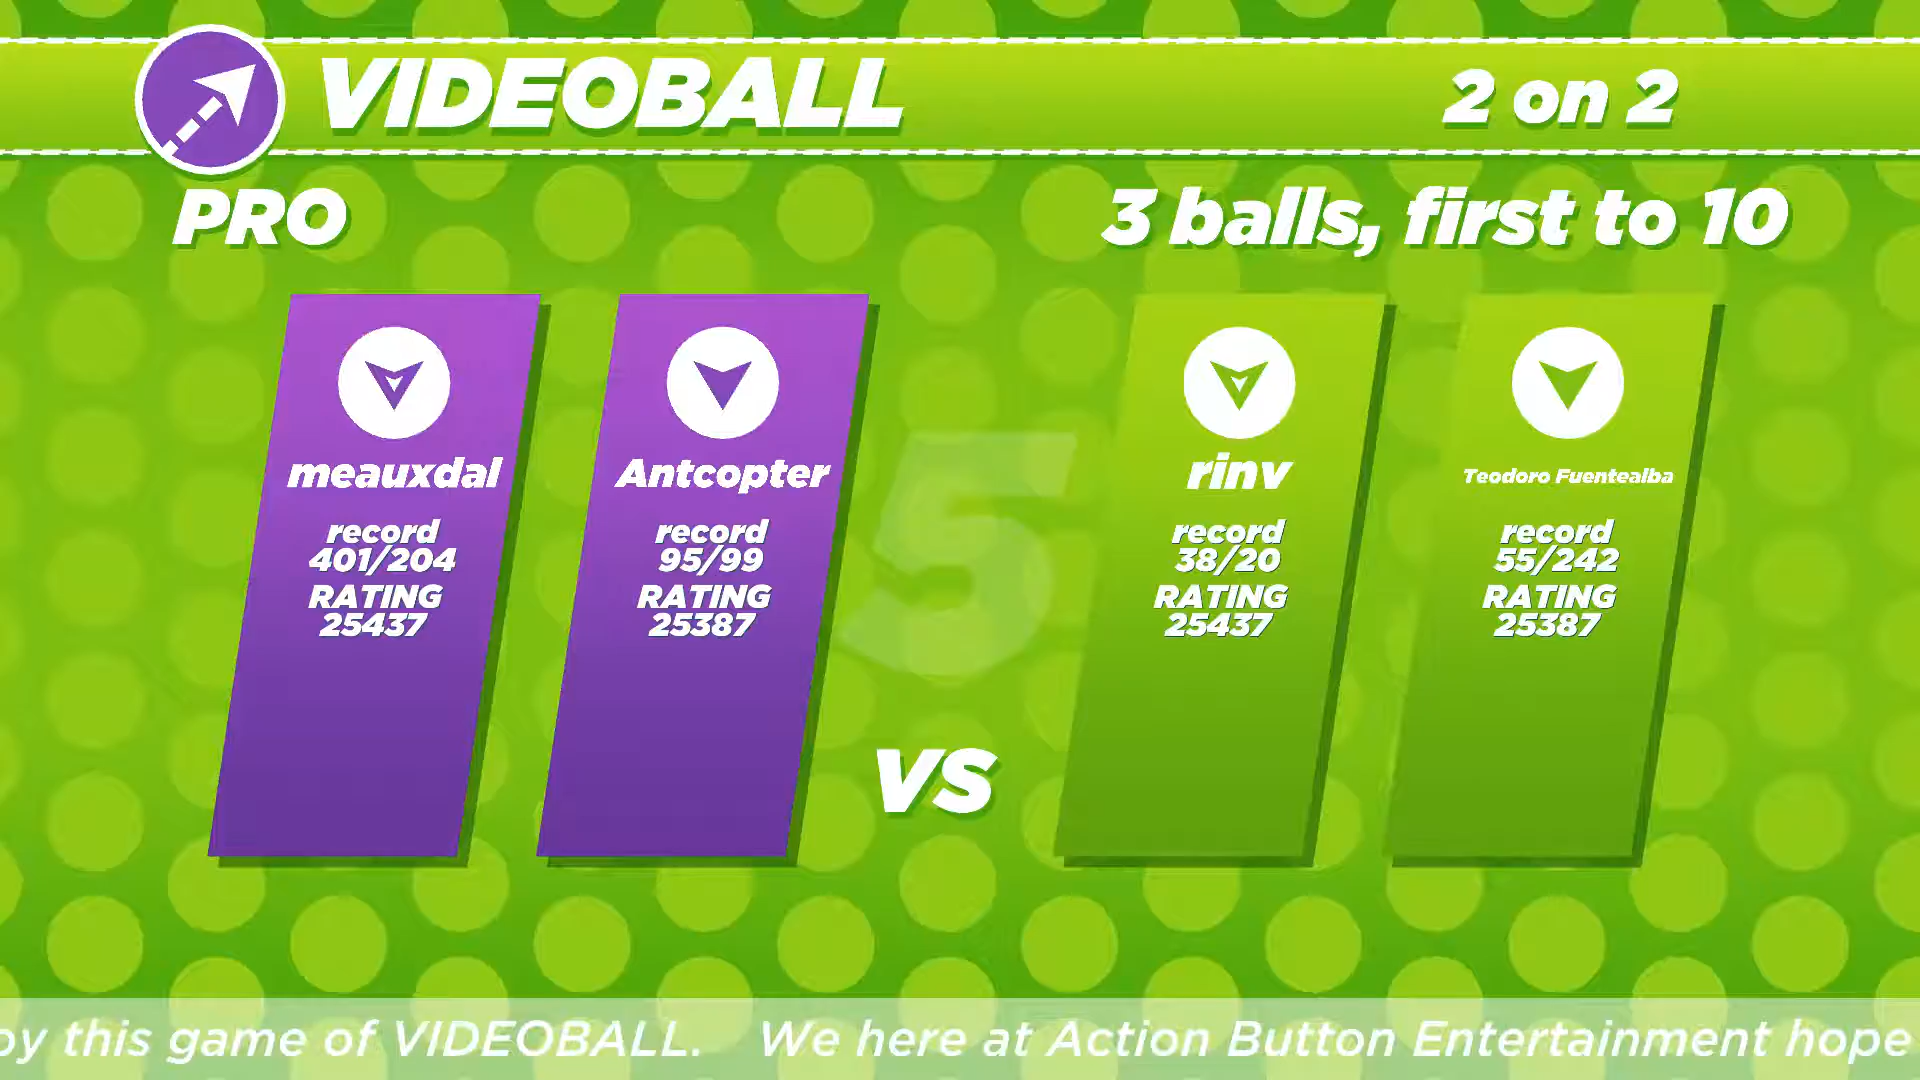 VIDEOBALL
2 on 2
PRO
3 balls, first to 10
meauxdal
record
401/204
RATING
25437
Antcopter
record
95/99
RATING
25387
5
VS
rinv
record
38/20
RATING
25437
Teodoro Fuentealba
record
55/242
RATING
25387
oy this game of VIDEOBALL. We here at Action Button Entertainment hope